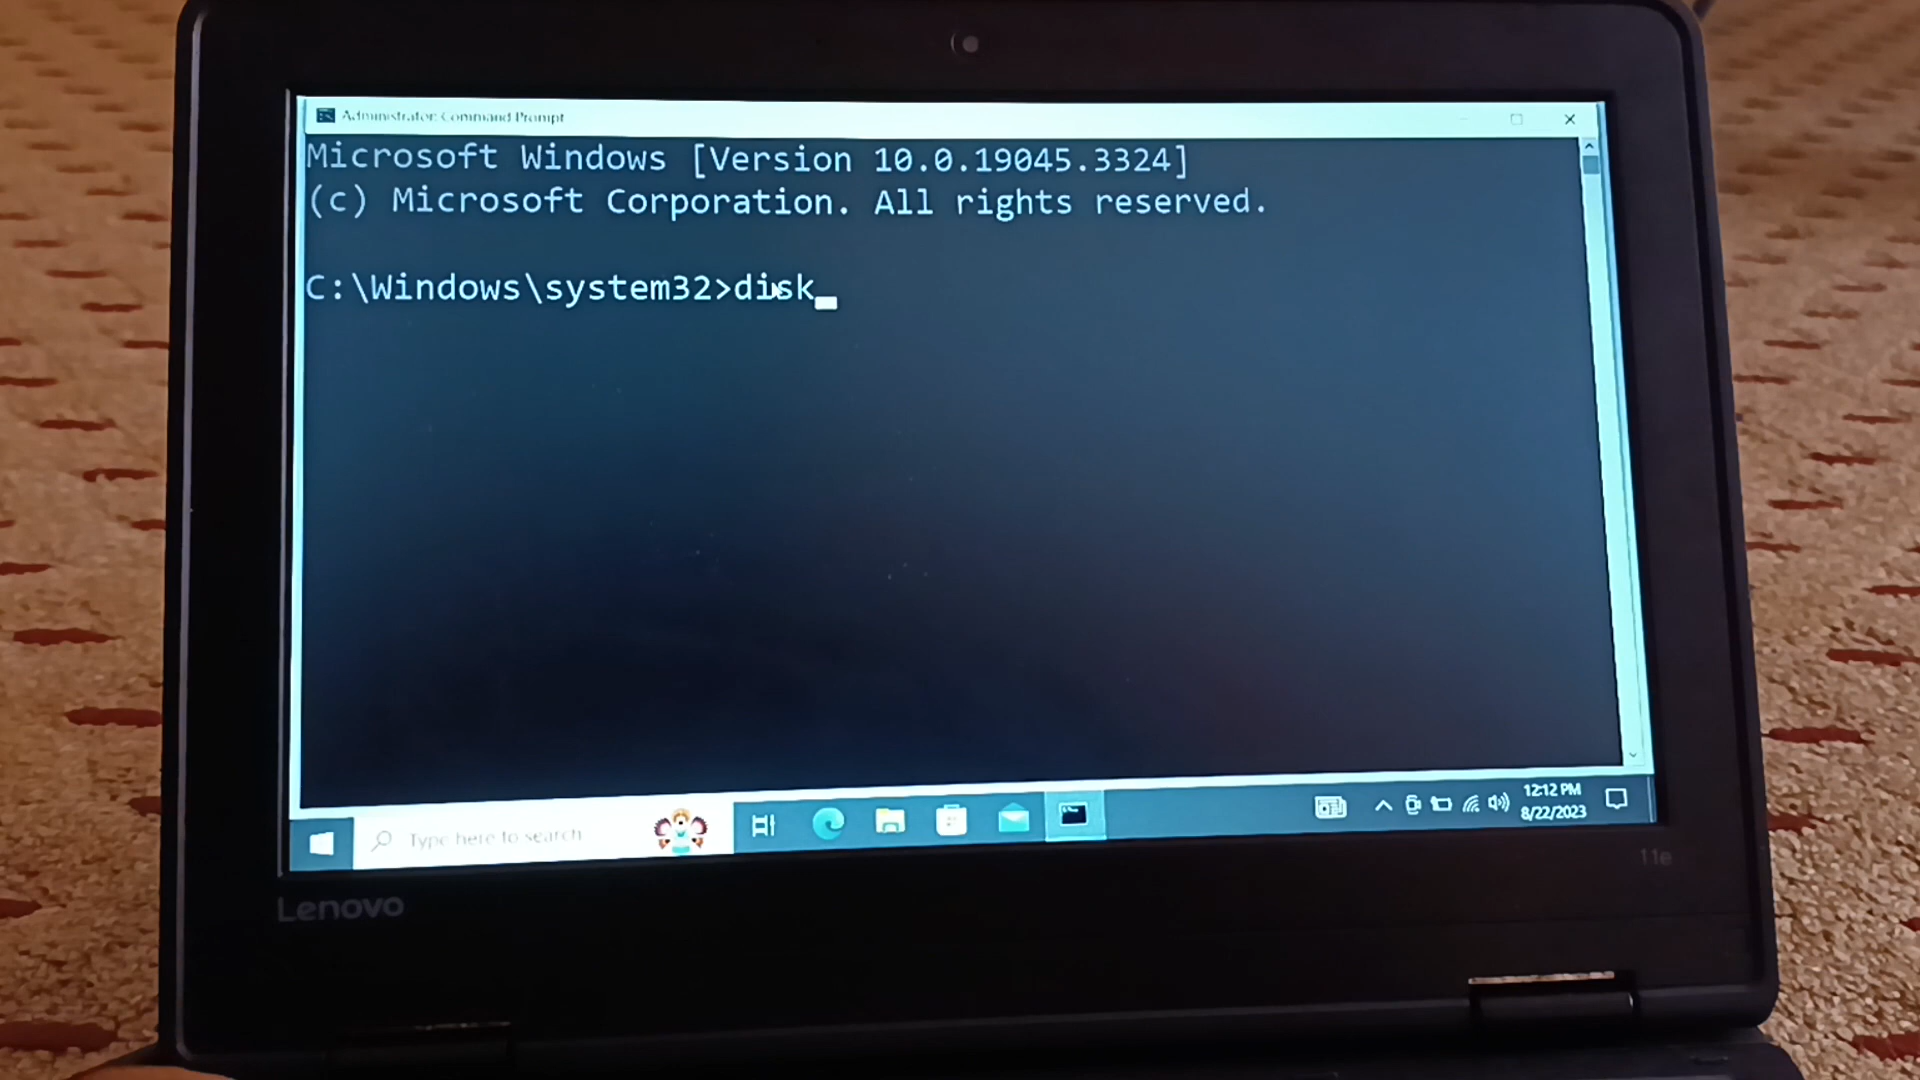 Administrator: Command Prompt
Microsoft Windows [Version 10.0.19045.3324]
(c) Microsoft Corporation. All rights reserved.
C:\Windows\system32>disk
Type here to search
12:12 PM
8/22/2023
11e
Lenovo